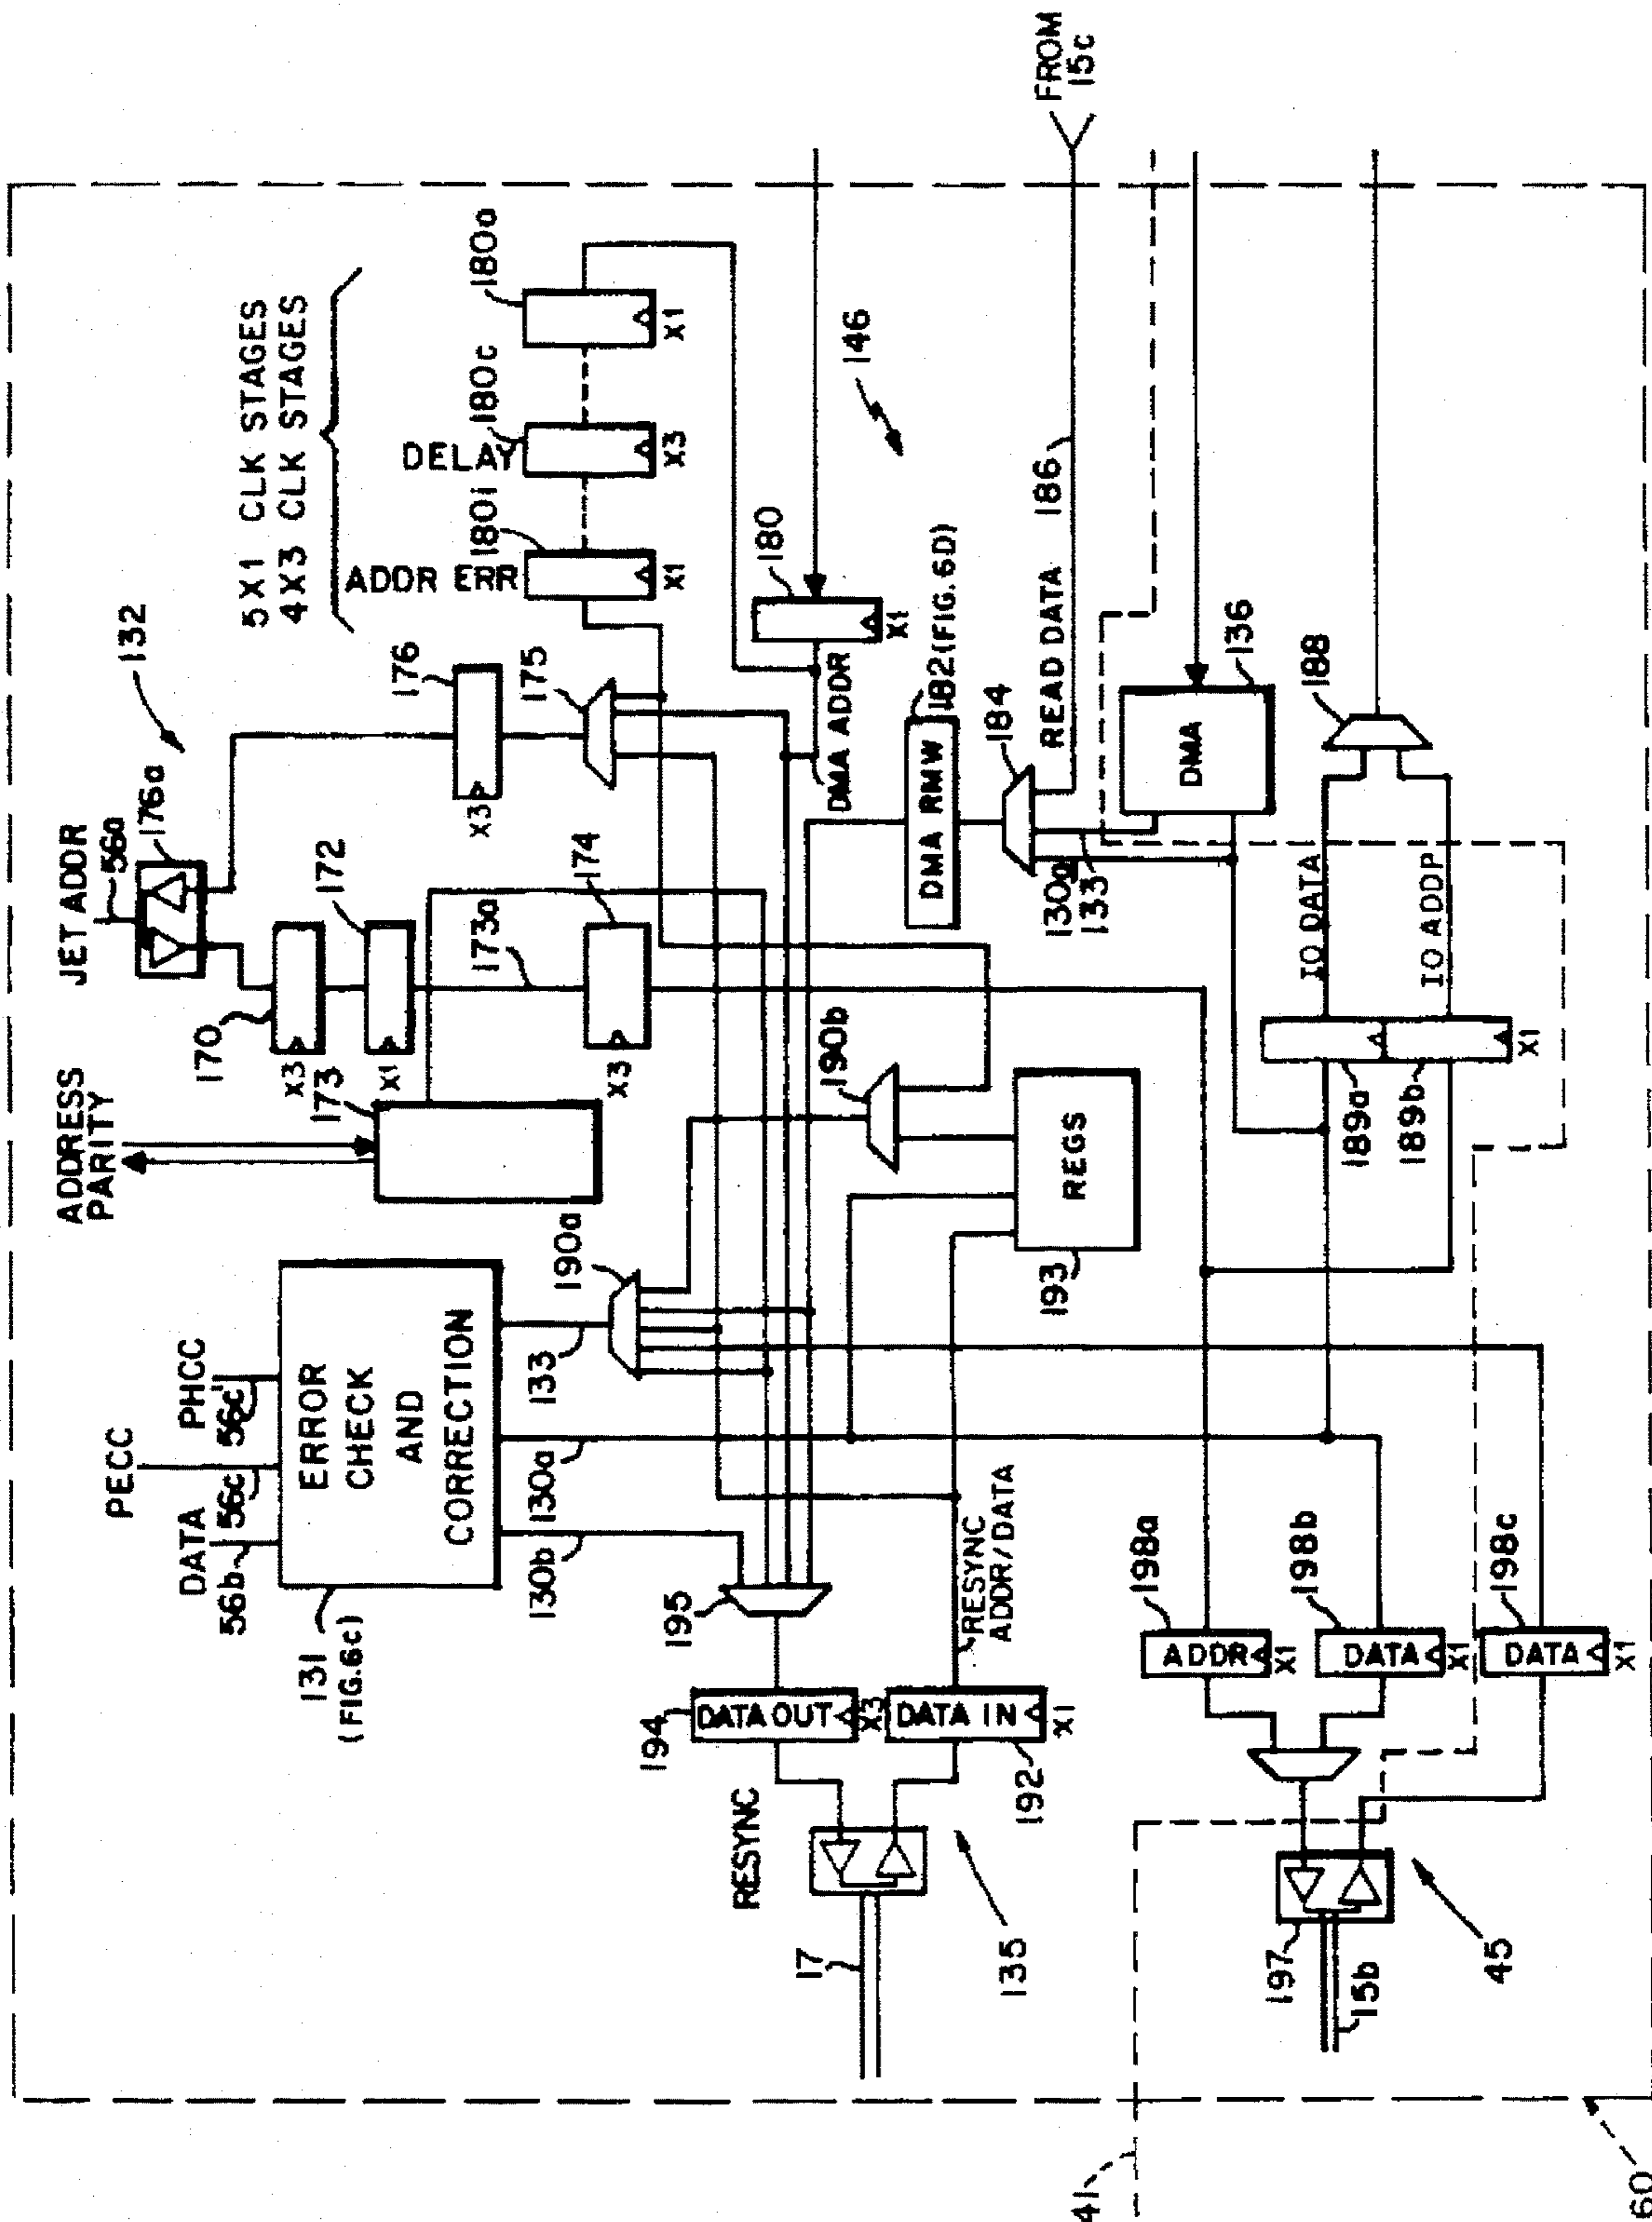 JET ADDR
56a
176a
132
5X1 CLK STAGES
4X3 CLK STAGES
ADDRESS
PARITY
170
X3
172
X1
173
173a
174
X3
176
X3
175
ADDR ERR
180i
X1
DELAY
180c
X3
180a
X1
PECC
DATA
56b
56c
PHCC
56c'
ERROR
CHECK
AND
CORRECTION
131
(FIG.6c)
130b
130a
133
190a
190b
180
X1
DMA ADDR
146
182(FIG.6D)
DMA RMW
184
READ DATA
186
FROM
15c
130a
133
DMA
136
188
IO DATA
IO ADDP
189a
189b
X1
REGS
193
195
194
DATA OUT
X3
DATA IN
X1
192
RESYNC
ADDR/DATA
RESYNC
17
135
198a
ADDR
X1
198b
DATA
X1
198c
DATA
X1
197
15b
45
41
60